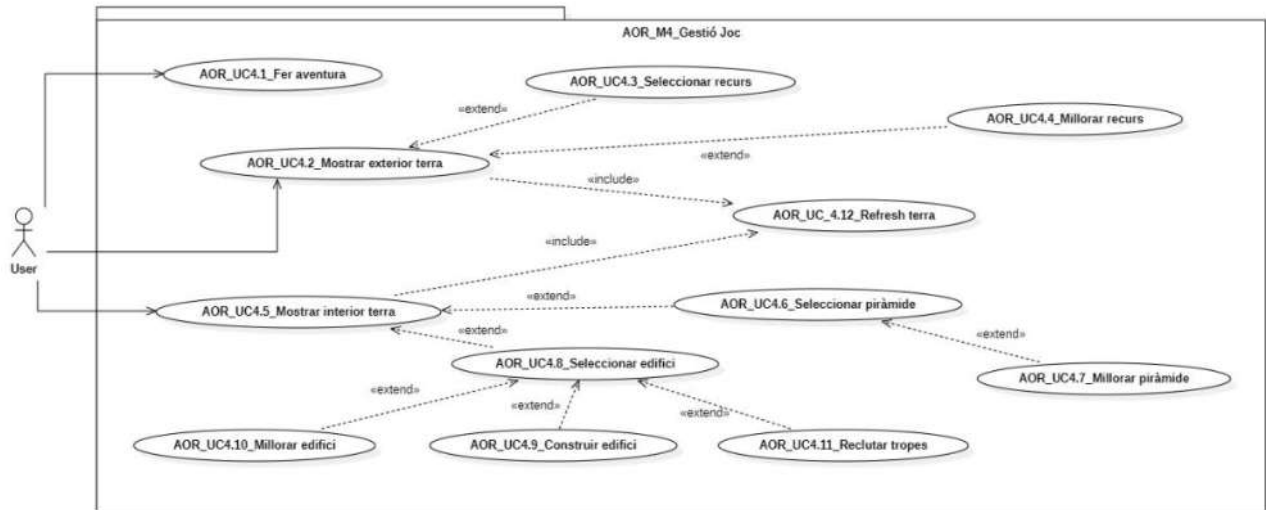 AOR_M4_Gestió Joc
AOR_UC4.1_Fer aventura
AOR_UC4.3_Seleccionar recurs
«extend»
AOR_UC4.4_Millorar recurs
AOR_UC4.2_Mostrar exterior terra
«extend»
«include»
AOR_UC_4.12_Refresh terra
«include»
User
«extend»
AOR_UC4.6_Seleccionar piràmide
AOR_UC4.5_Mostrar interior terra
«extend»
«extend»
AOR_UC4.8_Seleccionar edifici
AOR_UC4.7_Millorar piràmide
«extend»
«extend»
«extend»
AOR_UC4.10_Millorar edifici
AOR_UC4.9_Construir edifici
AOR_UC4.11_Reclutar tropes